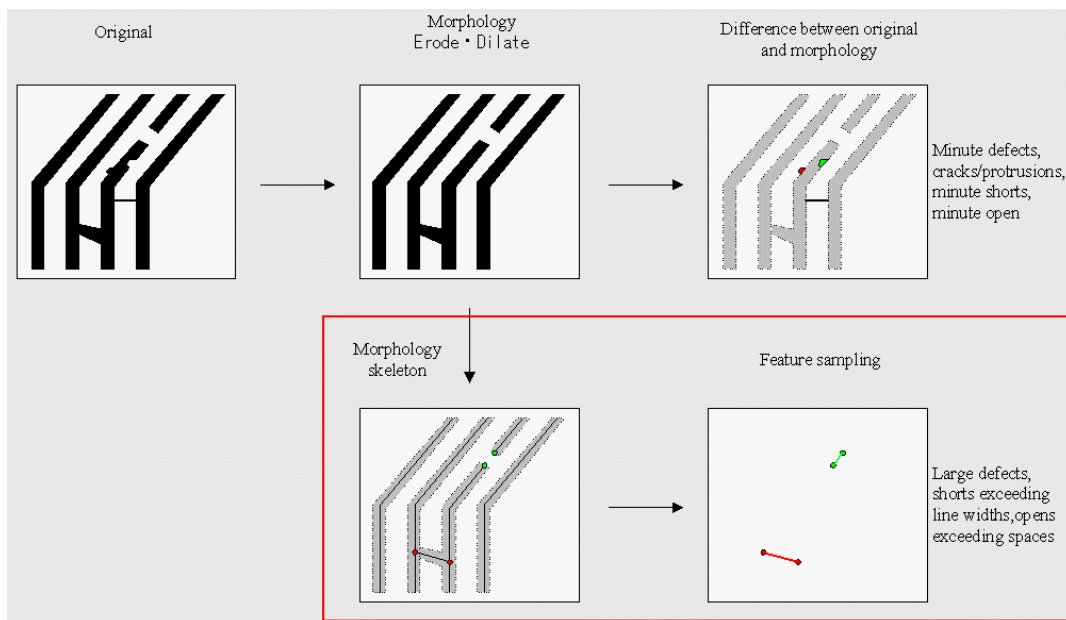 Original
Morphology
Erode・Dilate
Difference between original
and morphology
Minute defects,
cracks/protrusions,
minute shorts,
minute open
Morphology
skeleton
Feature sampling
Large defects,
shorts exceeding
line widths,opens
exceeding spaces